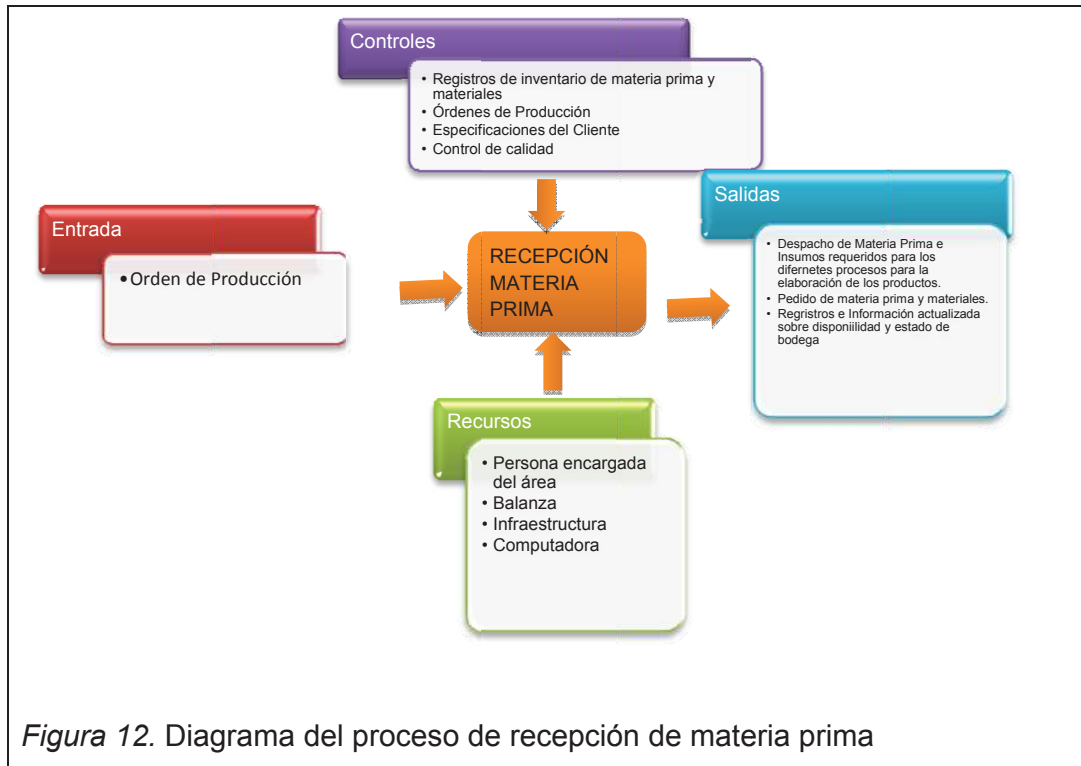 Controles
• Registros de inventario de materia prima y
materiales
• Órdenes de Producción
• Especificaciones del Cliente
• Control de calidad
Entrada
•Orden de Producción
RECEPCIÓN
MATERIA
PRIMA
Salidas
• Despacho de Materia Prima e
Insumos requeridos para los
difernetes procesos para la
elaboración de los productos.
• Pedido de materia prima y materiales.
• Regristros e Información actualizada
sobre disponiilidad y estado de
bodega
Recursos
• Persona encargada
del área
• Balanza
• Infraestructura
• Computadora
Figura 12. Diagrama del proceso de recepción de materia prima